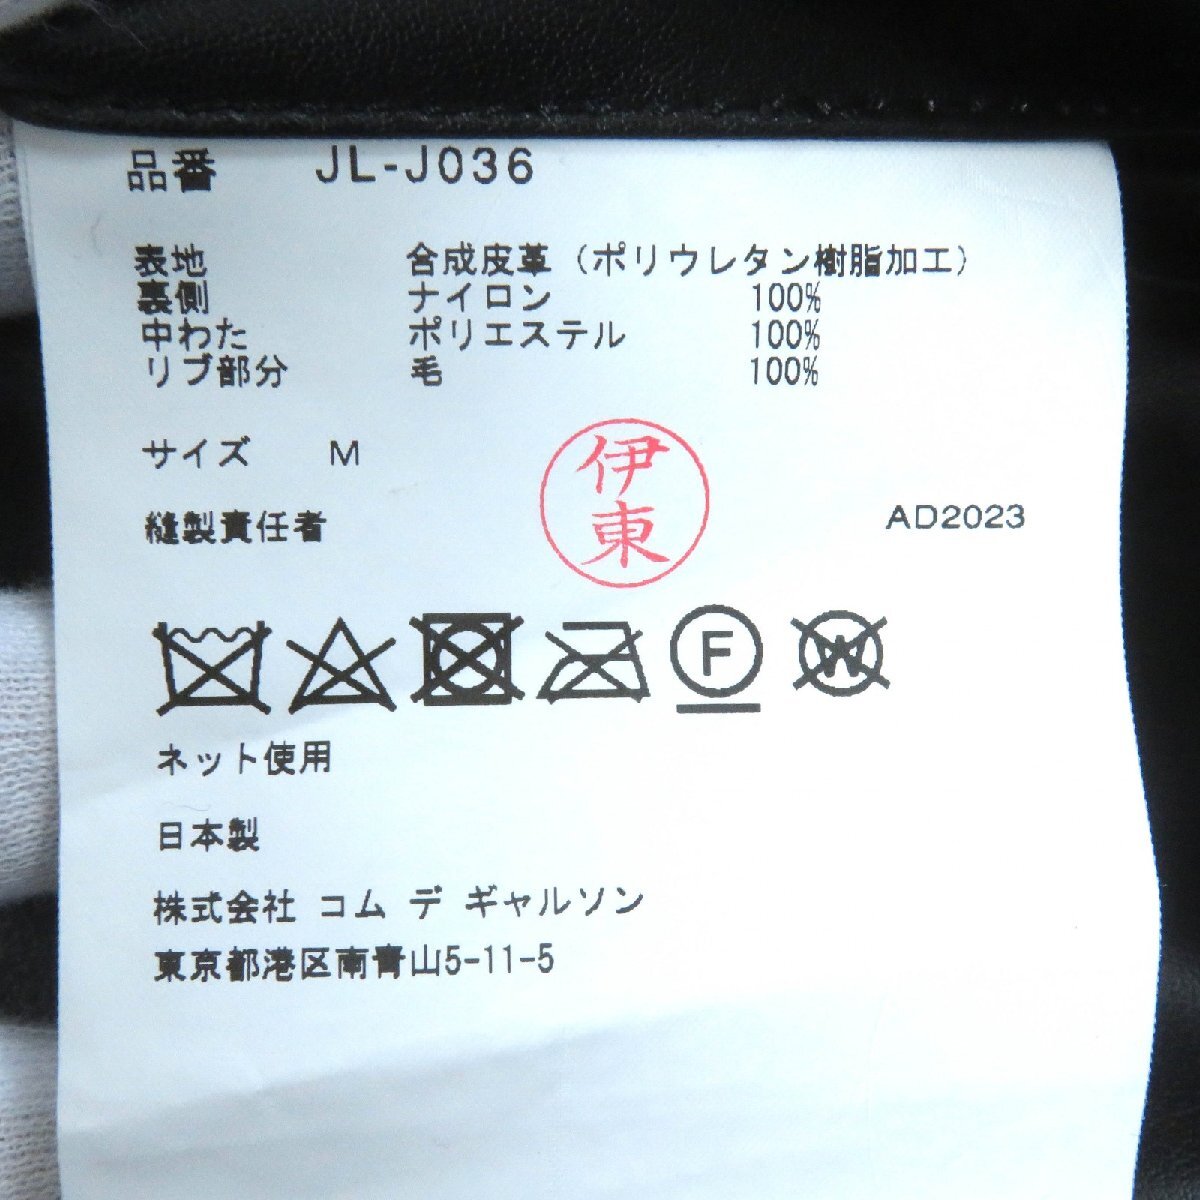 品番 JL-J036
表地 合成皮革（ポリウレタン樹脂加工）
裏側 ナイロン 100%
中わた ポリエステル 100%
リブ部分 毛 100%
サイズ M
伊東
縫製責任者 AD2023
F W
ネット使用
日本製
株式会社 コム デ ギャルソン
東京都港区南青山5-11-5